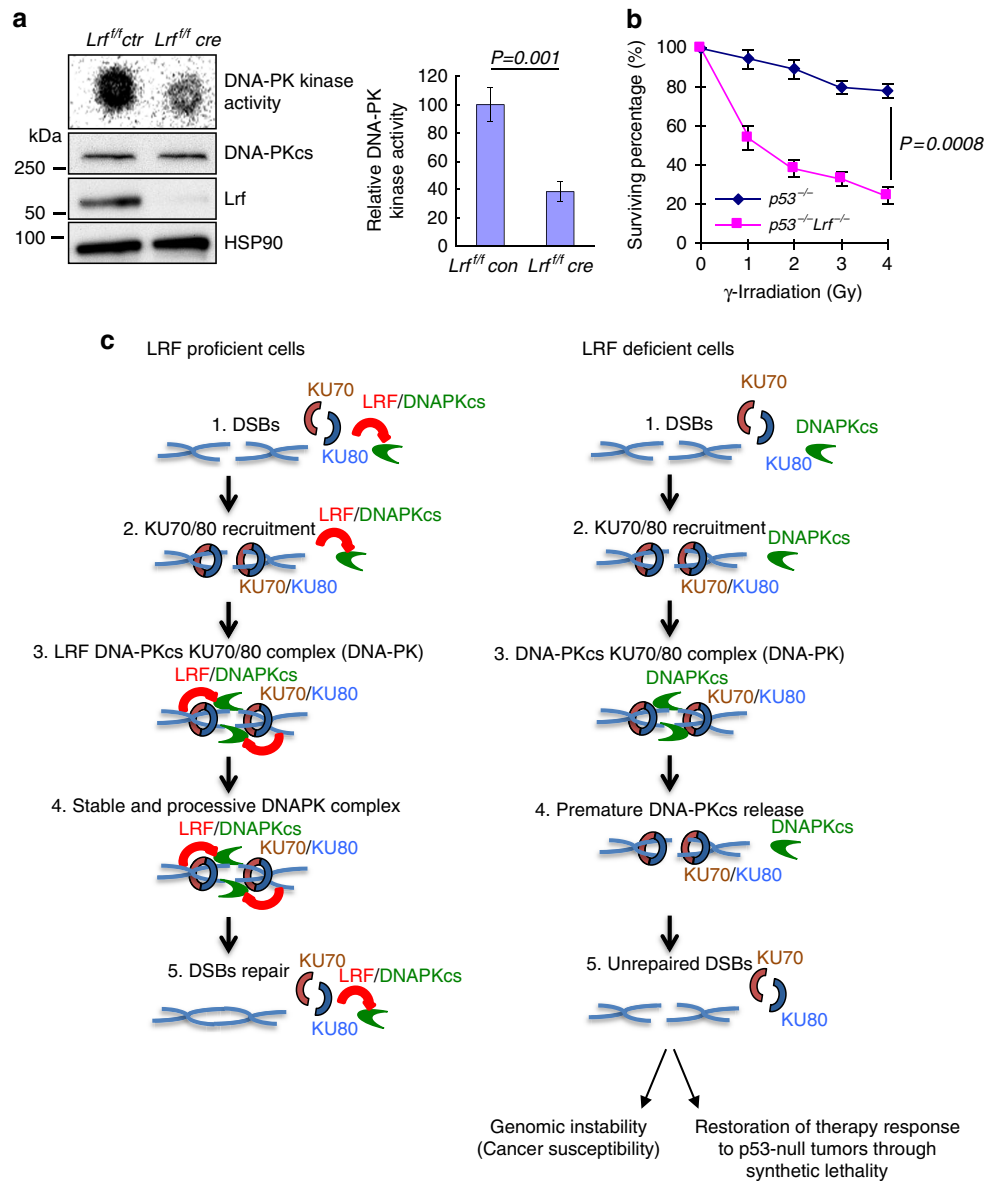 a
Lrf f/f ctr Lrf f/f cre
DNA-PK kinase
activity
kDa
250
DNA-PKcs
50
Lrf
100
HSP90
Relative DNA-PK
kinase activity
120
100
80
60
40
20
0
P=0.001
Lrf f/f con Lrf f/f cre
b
Surviving percentage (%)
100
80
60
40
20
0
P=0.0008
p53–/–
p53–/–Lrf–/–
0 1 2 3 4
γ-Irradiation (Gy)
c
LRF proficient cells
KU70
LRF/DNAPKcs
1. DSBs
KU80
2. KU70/80 recruitment
LRF/DNAPKcs
KU70/KU80
3. LRF DNA-PKcs KU70/80 complex (DNA-PK)
LRF/DNAPKcs
KU70/KU80
4. Stable and processive DNAPK complex
LRF/DNAPKcs
KU70/KU80
5. DSBs repair
KU70
LRF/DNAPKcs
KU80
LRF deficient cells
KU70
1. DSBs
DNAPKcs
KU80
2. KU70/80 recruitment
DNAPKcs
KU70/KU80
3. DNA-PKcs KU70/80 complex (DNA-PK)
DNAPKcs
KU70/KU80
4. Premature DNA-PKcs release
DNAPKcs
KU70/KU80
5. Unrepaired DSBs
KU70
KU80
Genomic instability
(Cancer susceptibility)
Restoration of therapy response
to p53-null tumors through
synthetic lethality